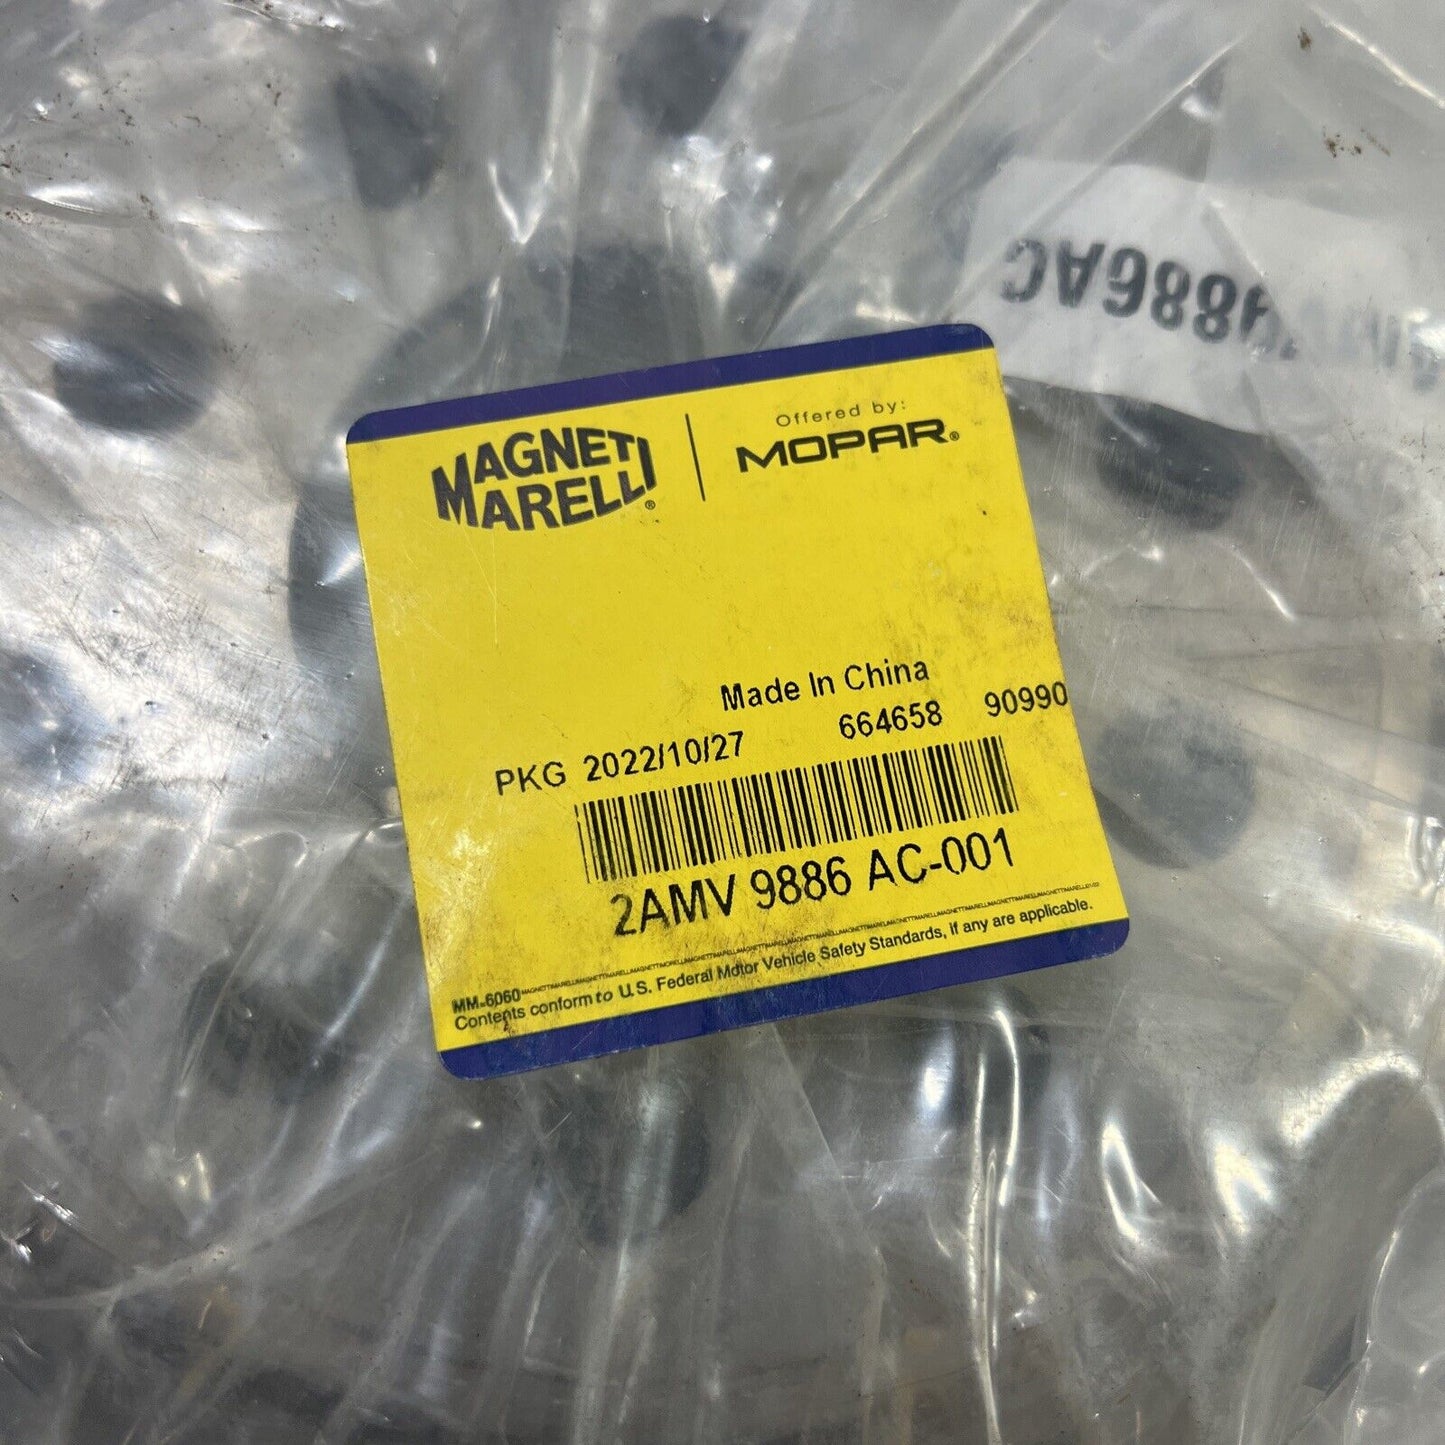 MAGNETI MARELLI®
Offered by:
MOPAR®
Made In China
PKG 2022/10/27 664658 90990
2AMV 9886 AC-001
MM-6060
Contents conform to U.S. Federal Motor Vehicle Safety Standards, if any are applicable.
9886AC